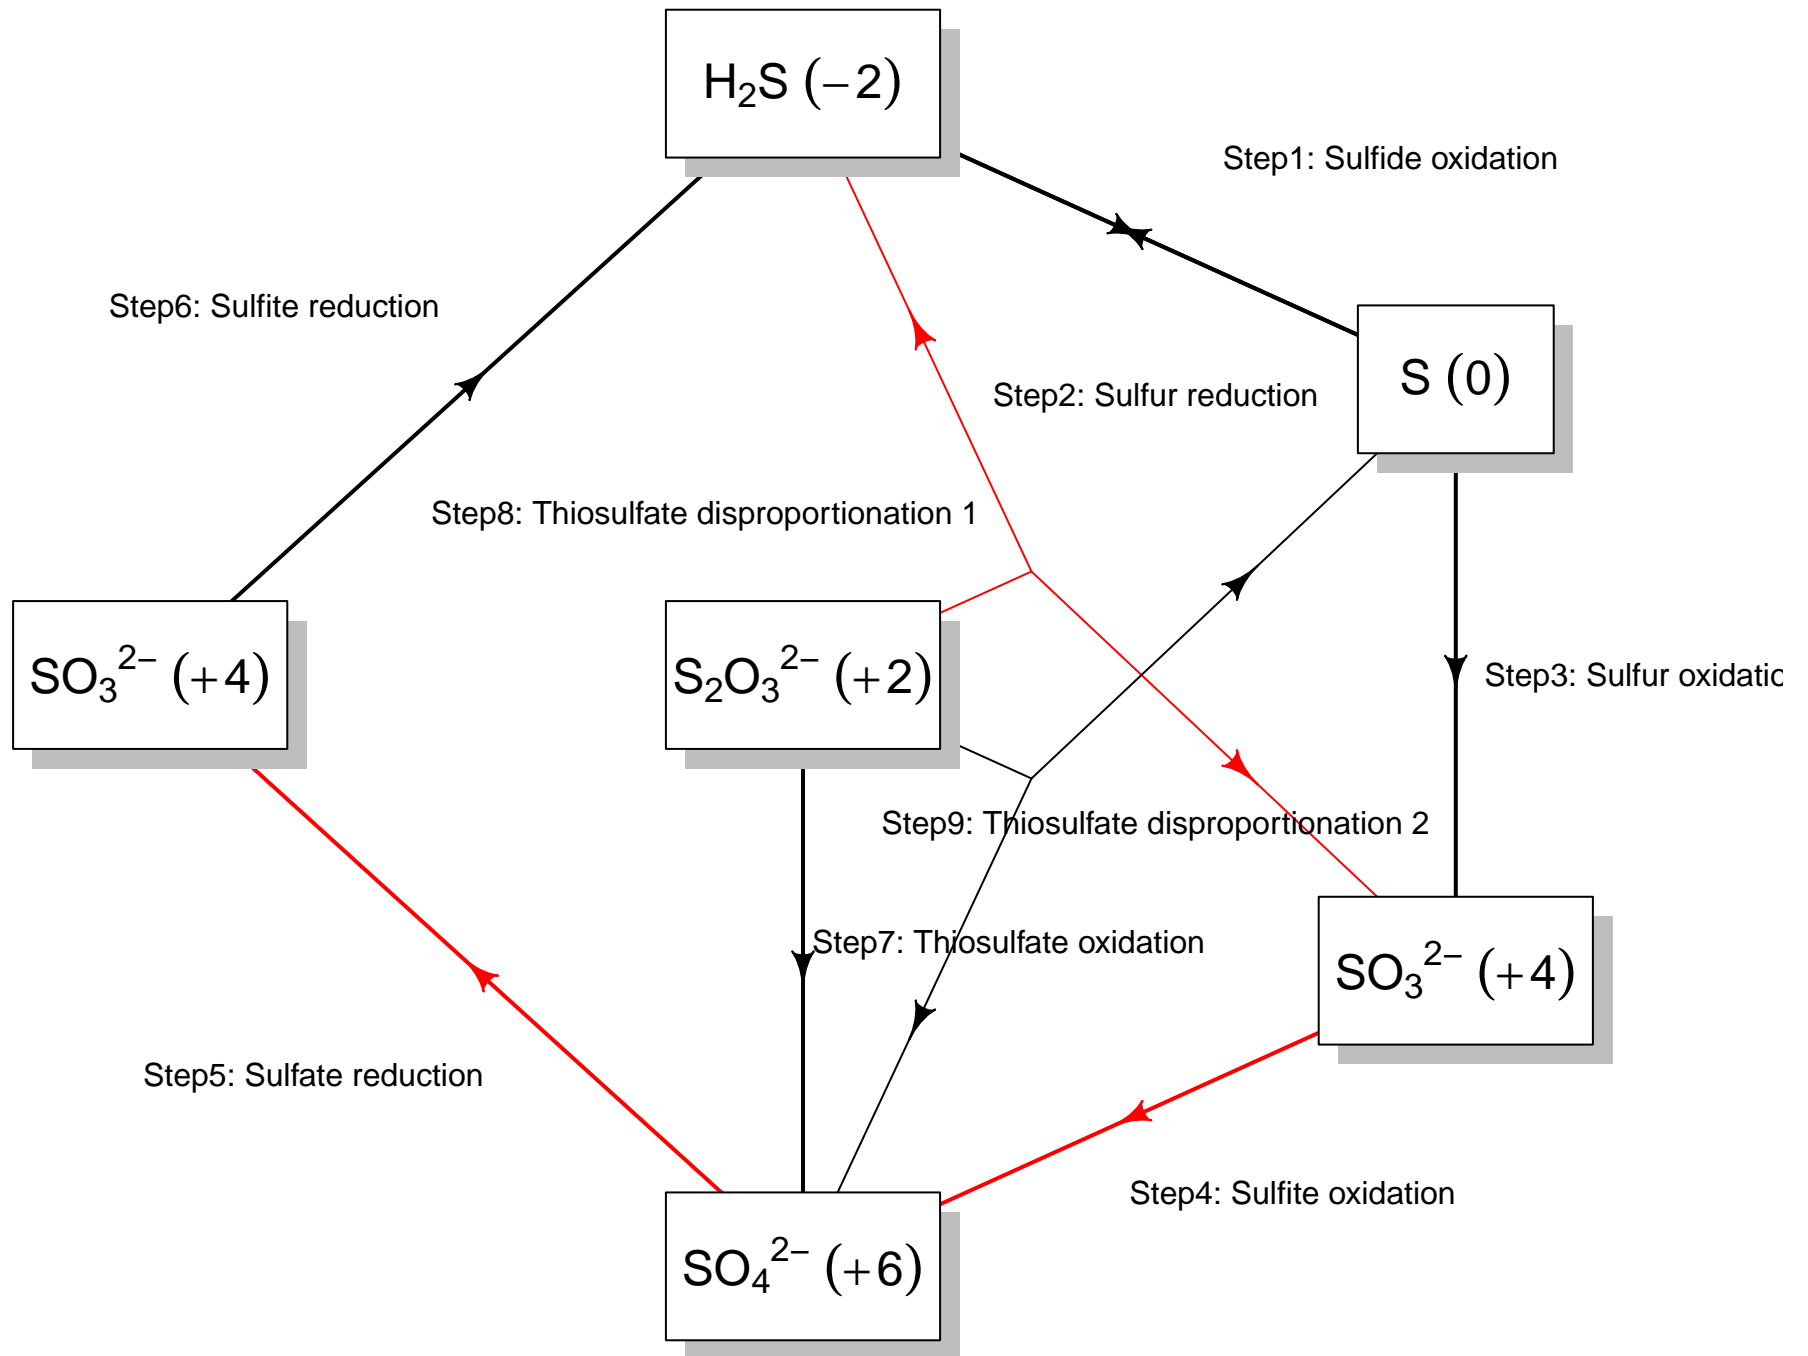 H₂S (−2)
Step1: Sulfide oxidation
Step6: Sulfite reduction
S (0)
Step2: Sulfur reduction
Step8: Thiosulfate disproportionation 1
SO₃²⁻ (+4)
S₂O₃²⁻ (+2)
Step3: Sulfur oxidatic
Step9: Thiosulfate disproportionation 2
Step7: Thiosulfate oxidation
SO₃²⁻ (+4)
Step5: Sulfate reduction
Step4: Sulfite oxidation
SO₄²⁻ (+6)